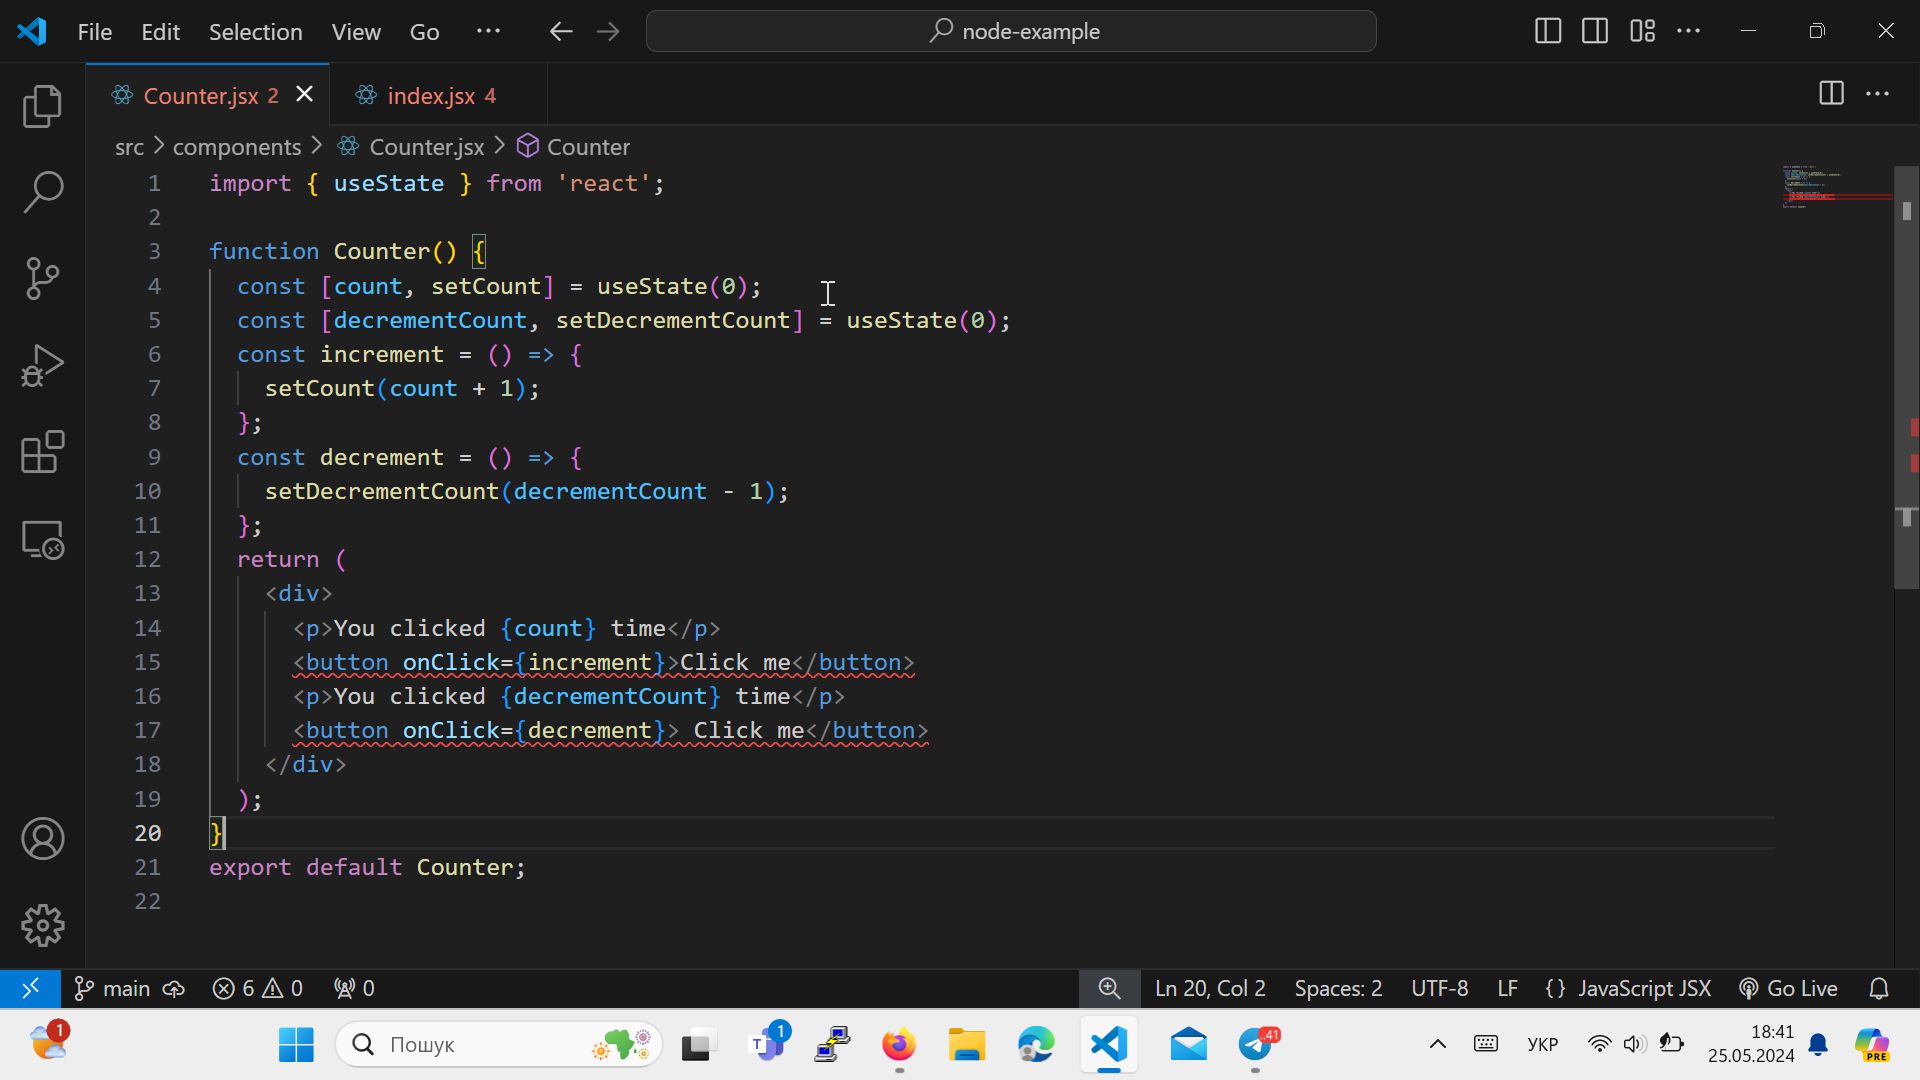 File Edit Selection View Go ··· node-example
Counter.jsx 2 index.jsx 4
src > components > Counter.jsx > Counter
1 import { useState } from 'react';
2
3 function Counter() {
4 const [count, setCount] = useState(0);
5 const [decrementCount, setDecrementCount] = useState(0);
6 const increment = () => {
7 setCount(count + 1);
8 };
9 const decrement = () => {
10 setDecrementCount(decrementCount - 1);
11 };
12 return (
13 <div>
14 <p>You clicked {count} time</p>
15 <button onClick={increment}>Click me</button>
16 <p>You clicked {decrementCount} time</p>
17 <button onClick={decrement}> Click me</button>
18 </div>
19 );
20 }
21 export default Counter;
22
main 6 0 0 Ln 20, Col 2 Spaces: 2 UTF-8 LF {} JavaScript JSX Go Live
1 Пошук T 1 41 УКР 18:41 PRE
25.05.2024